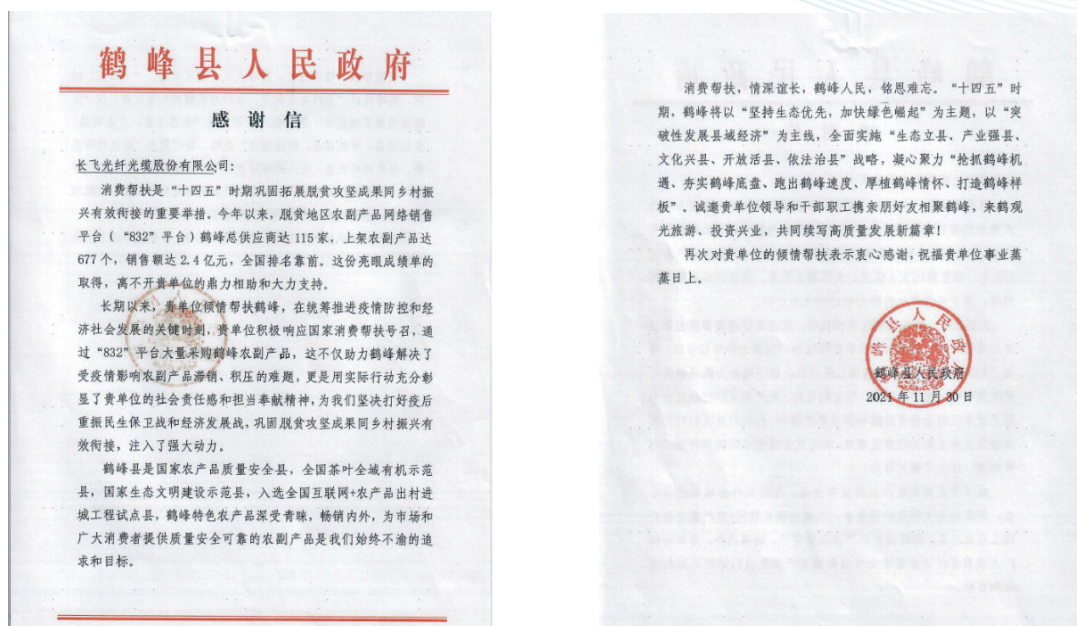 鹤峰县人民政府
感谢信
长飞光纤光缆股份有限公司：
消费帮扶是“十四五”时期巩固拓展脱贫攻坚成果同乡村振
兴有效衔接的重要举措。今年以来，脱贫地区农副产品网络销售
平台（“832”平台）鹤峰总供应商达 115 家，上架农副产品达
677 个，销售额达 2.4 亿元，全国排名靠前。这份亮眼成绩单的
取得，离不开贵单位的鼎力相助和大力支持。
长期以来，贵单位倾情帮扶鹤峰，在统筹推进疫情防控和经
济社会发展的关键时刻，贵单位积极响应国家消费帮扶号召，通
过“832”平台大量采购鹤峰农副产品，这不仅助力鹤峰解决了
受疫情影响农副产品滞销、积压的难题，更是用实际行动充分彰
显了贵单位的社会责任感和担当奉献精神，为我们坚决打好疫后
重振民生保卫战和经济发展战，巩固脱贫攻坚成果同乡村振兴有
效衔接，注入了强大动力。
鹤峰县是国家农产品质量安全县，全国茶叶全域有机示范
县，国家生态文明建设示范县，入选全国互联网+农产品出村进
城工程试点县，鹤峰特色农产品深受青睐，畅销内外，为市场和
广大消费者提供质量安全可靠的农副产品是我们始终不渝的追
求和目标。
消费帮扶，情深谊长，鹤峰人民，铭恩难忘。“十四五”时
期，鹤峰将以“坚持生态优先，加快绿色崛起”为主题，以“突
破性发展县域经济”为主线，全面实施“生态立县、产业强县、
文化兴县、开放活县、依法治县”战略，凝心聚力“抢抓鹤峰机
遇、夯实鹤峰底盘、跑出鹤峰速度、厚植鹤峰情怀、打造鹤峰样
板”。诚邀贵单位领导和干部职工携亲朋好友相聚鹤峰，来鹤观
光旅游、投资兴业，共同续写高质量发展新篇章！
再次对贵单位的倾情帮扶表示衷心感谢，祝福贵单位事业蒸
蒸日上。
鹤峰县人民政府
2021 年 11 月 30 日